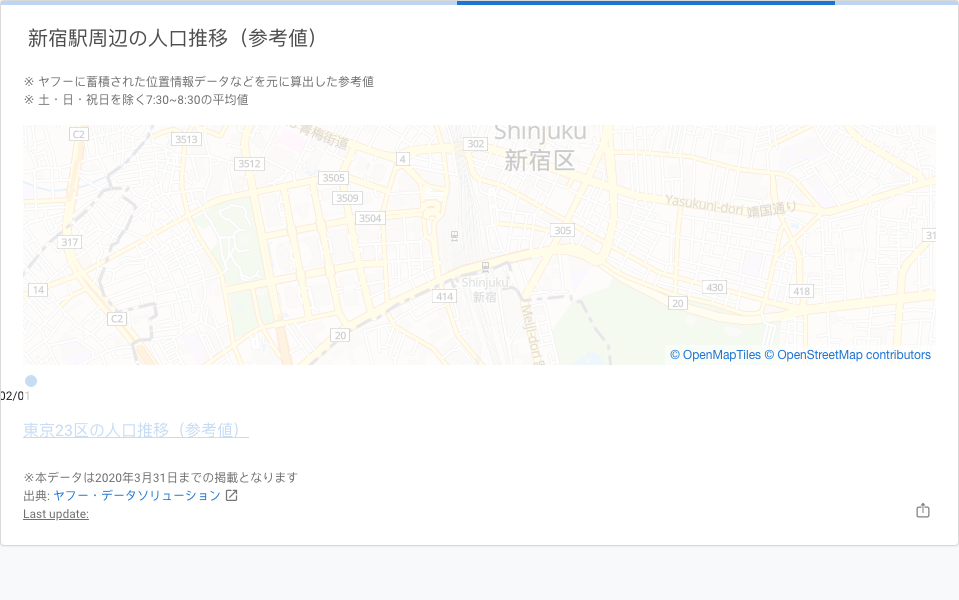 新宿駅周辺の人口推移（参考値）
※ ヤフーに蓄積された位置情報データなどを元に算出した参考値
※ 土・日・祝日を除く7:30~8:30の平均値
C2
3513
青梅街道
302
Shinjuku
新宿区
3512
4
3505
3509
Yasukuni-dori 靖国通り
3504
305
317
31
Shinjuku
新宿
14
414
430
418
20
C2
20
Meiji-dori
© OpenMapTiles © OpenStreetMap contributors
02/01
東京23区の人口推移（参考値）
※本データは2020年3月31日までの掲載となります
出典: ヤフー・データソリューション
Last update: